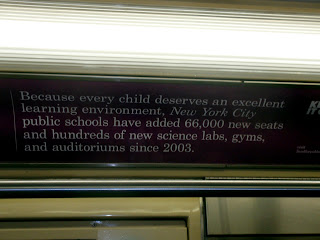 Because every child deserves an excellent
learning environment, New York City
public schools have added 66,000 new seats
and hundreds of new science labs, gyms,
and auditoriums since 2003.